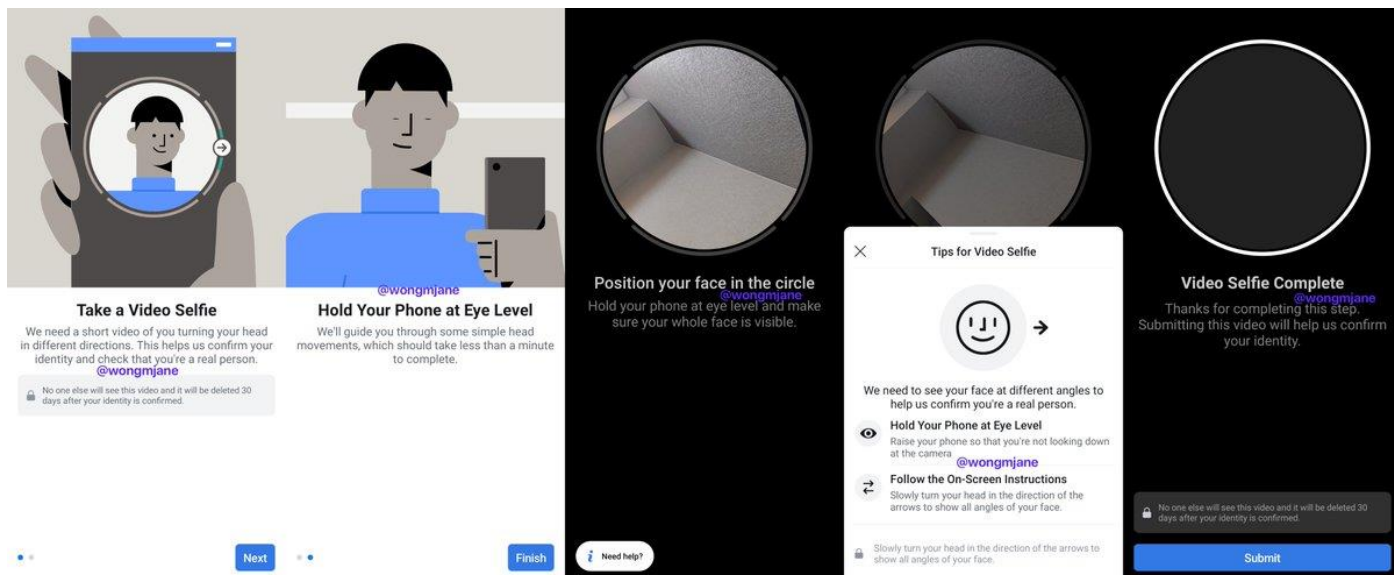 Take a Video Selfie
We need a short video of you turning your head
in different directions. This helps us confirm your
identity and check that you're a real person.
@wongmjane
No one else will see this video and it will be deleted 30
days after your identity is confirmed.
Next
@wongmjane
Hold Your Phone at Eye Level
We'll guide you through some simple head
movements, which should take less than a minute
to complete.
Finish
Position your face in the circle
@wongmjane
Hold your phone at eye level and make
sure your whole face is visible.
Need help?
Tips for Video Selfie
We need to see your face at different angles to
help us confirm you're a real person.
Hold Your Phone at Eye Level
Raise your phone so that you're not looking down
at the camera
@wongmjane
Follow the On-Screen Instructions
Slowly turn your head in the direction of the
arrows to show all angles of your face.
Slowly turn your head in the direction of the arrows to
show all angles of your face.
Video Selfie Complete
@wongmjane
Thanks for completing this step.
Submitting this video will help us confirm
your identity.
No one else will see this video and it will be deleted 30
days after your identity is confirmed.
Submit